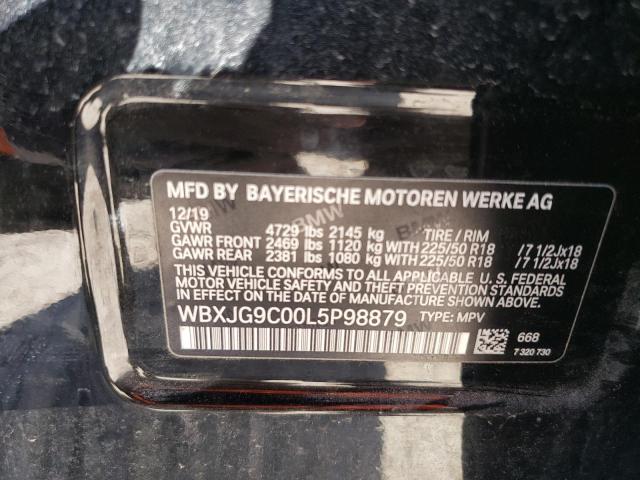 MFD BY BAYERISCHE MOTOREN WERKE AG
12/19
GVWR 4729 lbs 2145 kg TIRE / RIM
GAWR FRONT 2469 lbs 1120 kg WITH 225/50 R18 /7 1/2Jx18
GAWR REAR 2381 lbs 1080 kg WITH 225/50 R18 /7 1/2Jx18
THIS VEHICLE CONFORMS TO ALL APPLICABLE U. S. FEDERAL
MOTOR VEHICLE SAFETY AND THEFT PREVENTION STANDARDS
IN EFFECT ON THE DATE OF MANUFACTURE SHOWN ABOVE.
WBXJG9C00L5P98879 TYPE: MPV
668
7 320 730
BMW
BMW